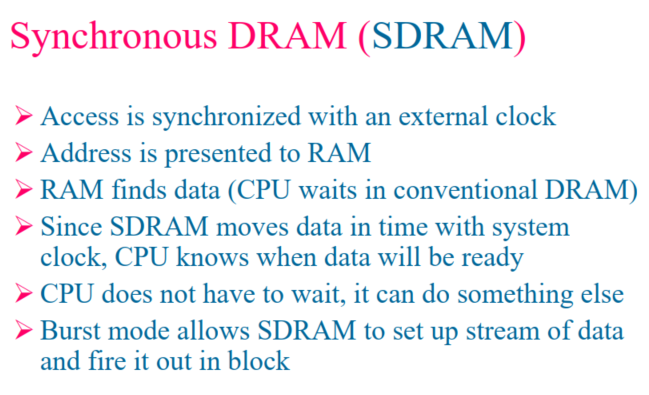 Synchronous DRAM (SDRAM)
➢ Access is synchronized with an external clock
➢ Address is presented to RAM
➢ RAM finds data (CPU waits in conventional DRAM)
➢ Since SDRAM moves data in time with system
clock, CPU knows when data will be ready
➢ CPU does not have to wait, it can do something else
➢ Burst mode allows SDRAM to set up stream of data
and fire it out in block